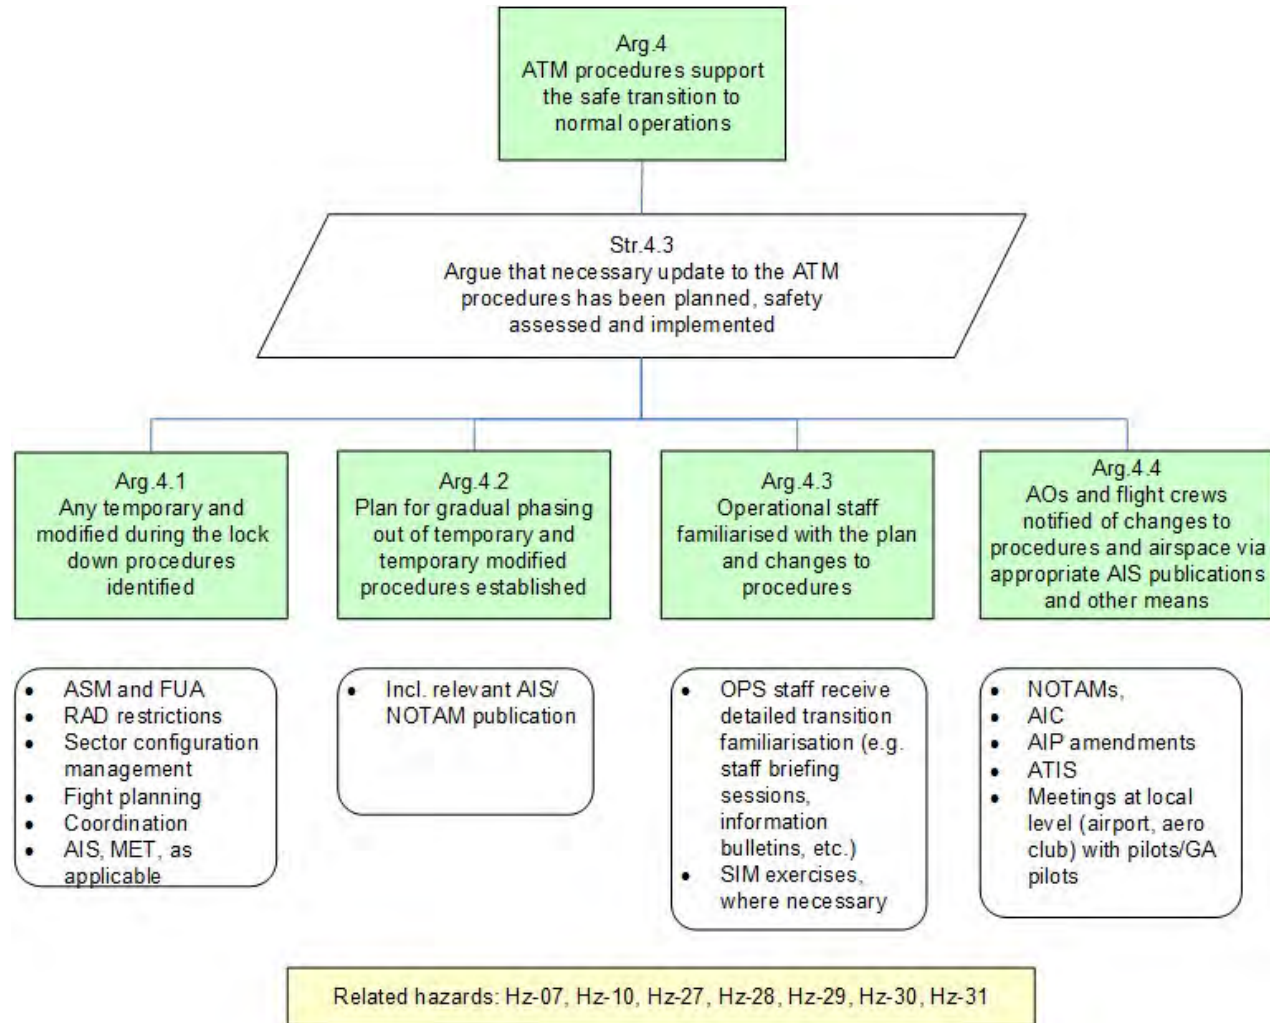 Arg.4
ATM procedures support
the safe transition to
normal operations
Str.4.3
Argue that necessary update to the ATM
procedures has been planned, safety
assessed and implemented
Arg.4.1
Any temporary and
modified during the lock
down procedures
identified
Arg.4.2
Plan for gradual phasing
out of temporary and
temporary modified
procedures established
Arg.4.3
Operational staff
familiarised with the plan
and changes to
procedures
Arg.4.4
AOs and flight crews
notified of changes to
procedures and airspace via
appropriate AIS publications
and other means
• ASM and FUA
• RAD restrictions
• Sector configuration
management
• Fight planning
• Coordination
• AIS, MET, as
applicable
• Incl. relevant AIS/
NOTAM publication
• OPS staff receive
detailed transition
familiarisation (e.g.
staff briefing
sessions,
information
bulletins, etc.)
• SIM exercises,
where necessary
• NOTAMs,
• AIC
• AIP amendments
• ATIS
• Meetings at local
level (airport, aero
club) with pilots/GA
pilots
Related hazards: Hz-07, Hz-10, Hz-27, Hz-28, Hz-29, Hz-30, Hz-31